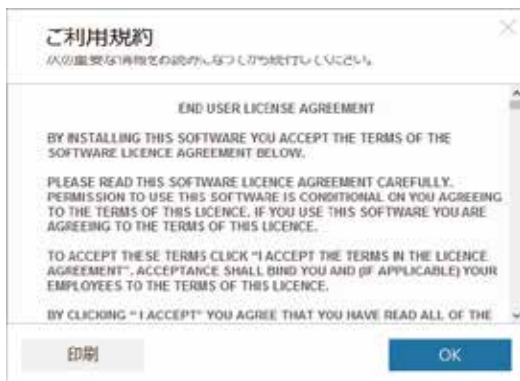 ご利用規約
次の重要な情報をお読みになってから続行してください。
END USER LICENSE AGREEMENT
BY INSTALLING THIS SOFTWARE YOU ACCEPT THE TERMS OF THE
SOFTWARE LICENCE AGREEMENT BELOW.
PLEASE READ THIS SOFTWARE LICENCE AGREEMENT CAREFULLY.
PERMISSION TO USE THIS SOFTWARE IS CONDITIONAL ON YOU AGREEING
TO THE TERMS OF THIS LICENCE. IF YOU USE THIS SOFTWARE YOU ARE
AGREEING TO THE TERMS OF THIS LICENCE.
TO ACCEPT THESE TERMS CLICK "I ACCEPT THE TERMS IN THE LICENCE
AGREEMENT". ACCEPTANCE SHALL BIND YOU AND (IF APPLICABLE) YOUR
EMPLOYEES TO THE TERMS OF THIS LICENCE.
BY CLICKING " I ACCEPT" YOU AGREE THAT YOU HAVE READ ALL OF THE
印刷
OK